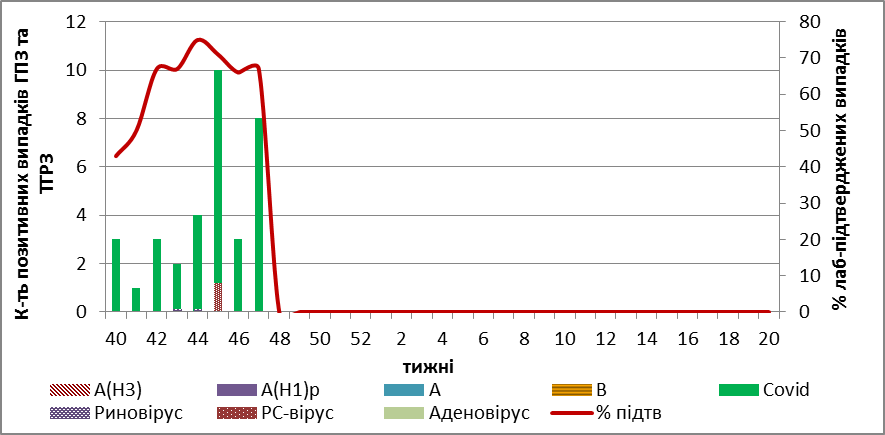 К-ть позитивних випадків ГПЗ та
ТГРЗ
12
10
8
6
4
2
0
80
70
60
50
40
30
20
10
0
% лаб-підтверджених випадків
40 42 44 46 48 50 52 2 4 6 8 10 12 14 16 18 20
тижні
А(Н3) А(Н1)р А В Covid
Риновірус РС-вірус Аденовірус % підтв